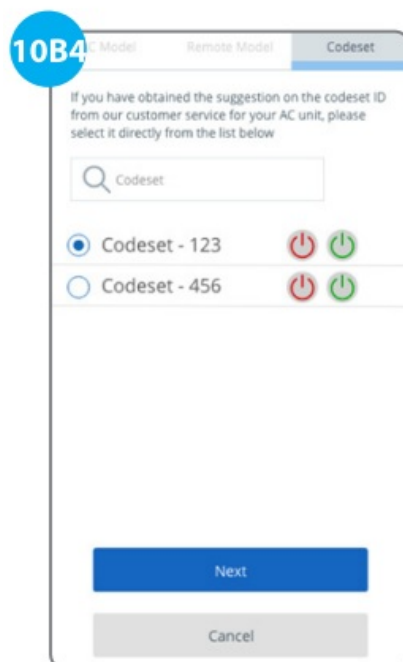 10B4
C Model Remote Model Codeset
If you have obtained the suggestion on the codeset ID
from our customer service for your AC unit, please
select it directly from the list below
Codeset
Codeset - 123
Codeset - 456
Next
Cancel